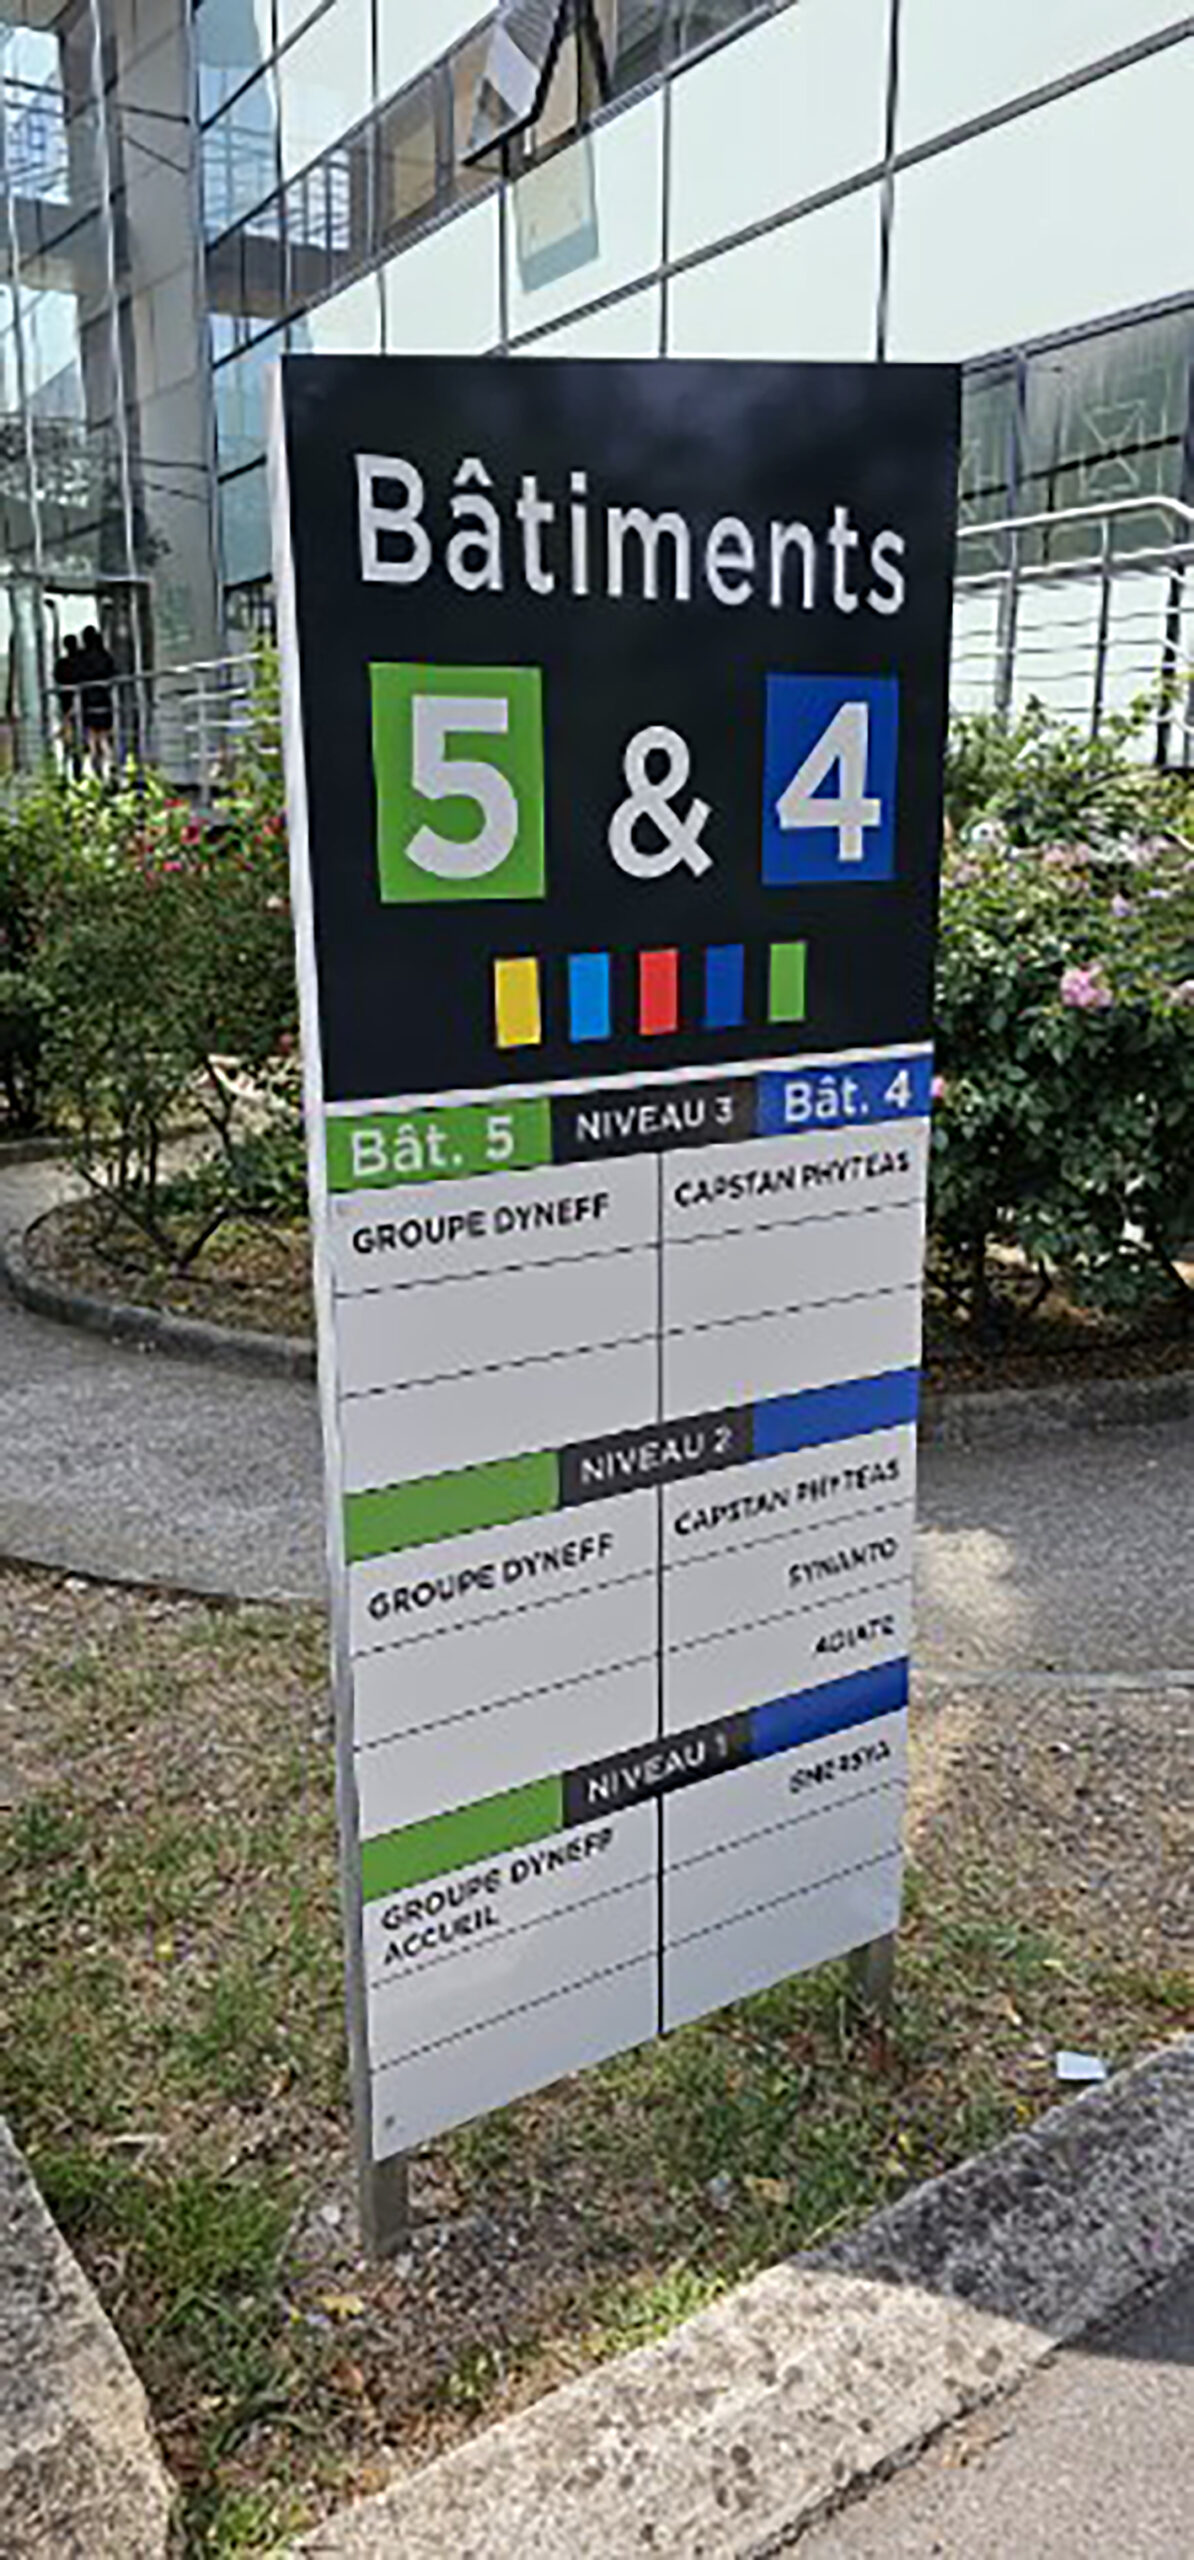 Bâtiments
5 & 4
Bât. 5 NIVEAU 3 Bât. 4
GROUPE DYNEFF CAPSTAN PHYTEAS
NIVEAU 2
GROUPE DYNEFF CAPSTAN PHYTEAS
SYNANTO
NIVEAU 1
GROUPE DYNEFF
ACCUEIL